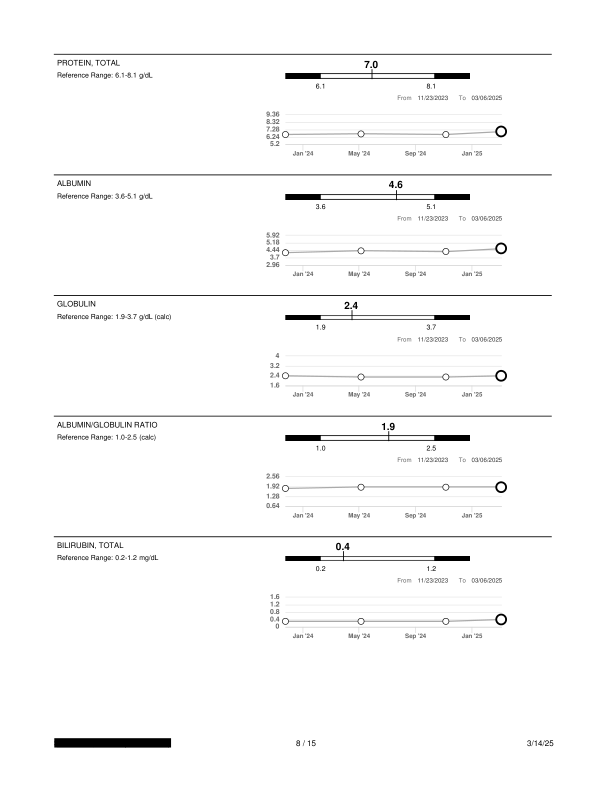 PROTEIN, TOTAL
Reference Range: 6.1-8.1 g/dL
7.0
6.1 8.1
From 11/23/2023 To 03/06/2025
9.36
8.32
7.28
6.24
5.2
Jan '24 May '24 Sep '24 Jan '25
ALBUMIN
Reference Range: 3.6-5.1 g/dL
4.6
3.6 5.1
From 11/23/2023 To 03/06/2025
5.92
5.18
4.44
3.7
2.96
Jan '24 May '24 Sep '24 Jan '25
GLOBULIN
Reference Range: 1.9-3.7 g/dL (calc)
2.4
1.9 3.7
From 11/23/2023 To 03/06/2025
4
3.2
2.4
1.6
Jan '24 May '24 Sep '24 Jan '25
ALBUMIN/GLOBULIN RATIO
Reference Range: 1.0-2.5 (calc)
1.9
1.0 2.5
From 11/23/2023 To 03/06/2025
2.56
1.92
1.28
0.64
Jan '24 May '24 Sep '24 Jan '25
BILIRUBIN, TOTAL
Reference Range: 0.2-1.2 mg/dL
0.4
0.2 1.2
From 11/23/2023 To 03/06/2025
1.6
1.2
0.8
0.4
0
Jan '24 May '24 Sep '24 Jan '25
8 / 15 3/14/25